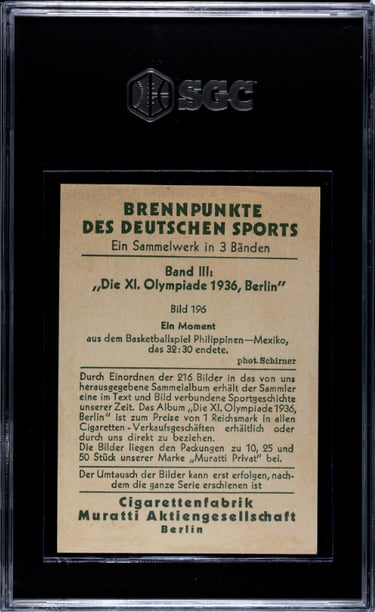 SGC
BRENNPUNKTE
DES DEUTSCHEN SPORTS
Ein Sammelwerk in 3 Bänden
Band III:
„Die XI. Olympiade 1936, Berlin"
Bild 196
Ein Moment
aus dem Basketballspiel Philippinen—Mexiko,
das 32:30 endete.
phot. Schirner
Durch Einordnen der 216 Bilder in das von uns
herausgegebene Sammelalbum erhält der Sammler
eine im Text und Bild verbundene Sportgeschichte
unserer Zeit. Das Album „Die XI. Olympiade 1936,
Berlin" ist zum Preise von 1 Reichsmark in allen
Cigaretten-Verkaufsgeschäften erhältlich oder
durch uns direkt zu beziehen.
Die Bilder liegen den Packungen zu 10, 25 und
50 Stück unserer Marke „Muratti Privat" bei.
Der Umtausch der Bilder kann erst erfolgen, nach-
dem die ganze Serie erschienen ist
Cigarettenfabrik
Muratti Aktiengesellschaft
Berlin